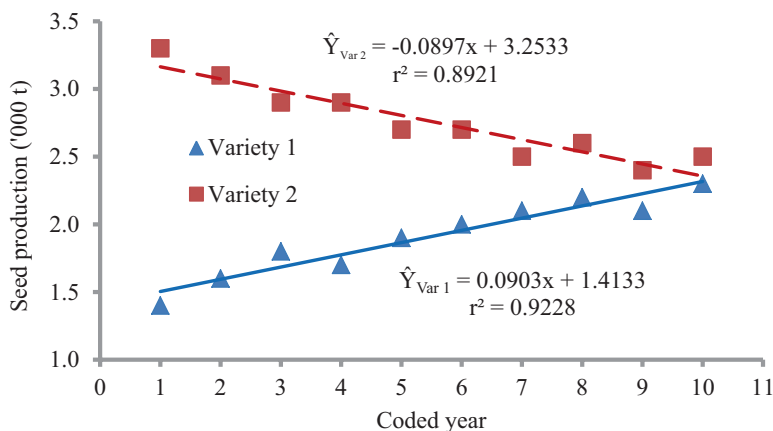 3.5
3.0
2.5
2.0
1.5
1.0
Seed production ('000 t)
Ŷ Var 2 = -0.0897x + 3.2533
r² = 0.8921
Variety 1
Variety 2
Ŷ Var 1 = 0.0903x + 1.4133
r² = 0.9228
0 1 2 3 4 5 6 7 8 9 10 11
Coded year